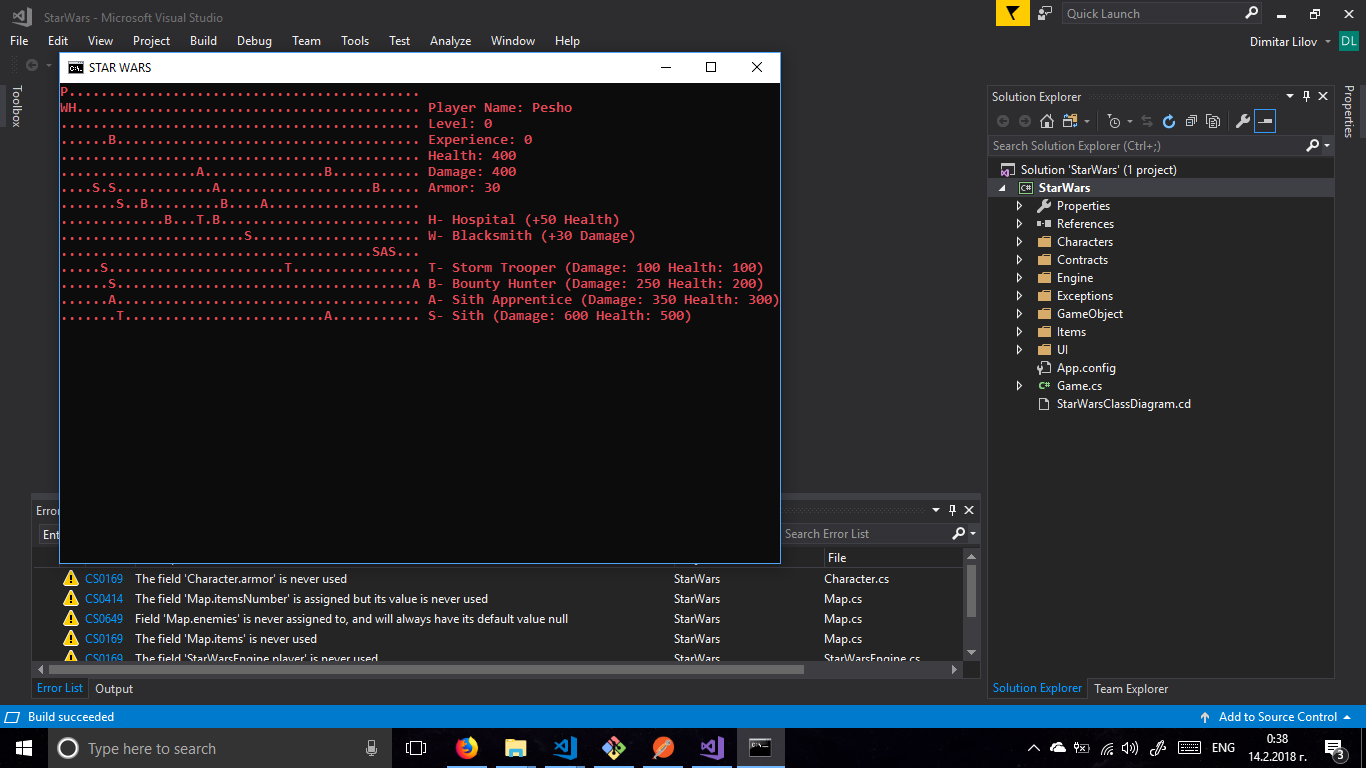 StarWars - Microsoft Visual Studio
Quick Launch
File Edit View Project Build Debug Team Tools Test Analyze Window Help
Dimitar Lilov DL
Toolbox
STAR WARS
P............................................
WH........................................... Player Name: Pesho
............................................. Level: 0
......B...................................... Experience: 0
............................................. Health: 400
.................A...............B........... Damage: 400
....S.S............A...................B..... Armor: 30
.......S..B.........B....A...................
.............B...T.B......................... H- Hospital (+50 Health)
.......................S..................... W- Blacksmith (+30 Damage)
.......................................SAS...
.....S......................T................ T- Storm Trooper (Damage: 100 Health: 100)
......S.....................................A B- Bounty Hunter (Damage: 250 Health: 200)
......A...................................... A- Sith Apprentice (Damage: 350 Health: 300)
.......T.........................A........... S- Sith (Damage: 600 Health: 500)
Solution Explorer
Search Solution Explorer (Ctrl+;)
Solution 'StarWars' (1 project)
StarWars
Properties
References
Characters
Contracts
Engine
Exceptions
GameObject
Items
UI
App.config
Game.cs
StarWarsClassDiagram.cd
Solution Explorer Team Explorer
Properties
Search Error List
File
CS0169 The field 'Character.armor' is never used StarWars Character.cs
CS0414 The field 'Map.itemsNumber' is assigned but its value is never used StarWars Map.cs
CS0649 Field 'Map.enemies' is never assigned to, and will always have its default value null StarWars Map.cs
CS0169 The field 'Map.items' is never used StarWars Map.cs
CS0169 The field 'StarWarsEngine.player' is never used StarWars StarWarsEngine.cs
Error List Output
Build succeeded
Add to Source Control
Type here to search
ENG
0:38
14.2.2018 г.
3